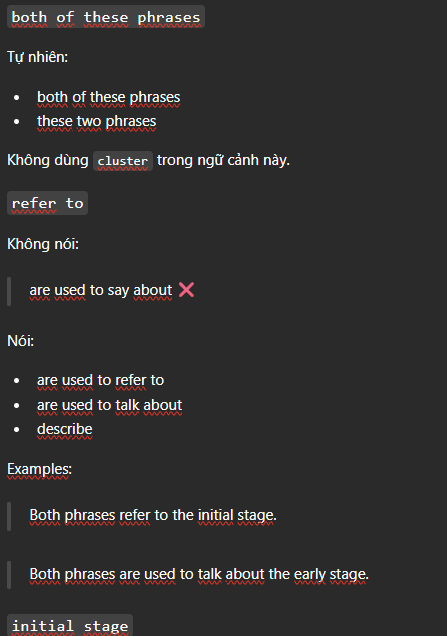 both of these phrases
Tự nhiên:
• both of these phrases
• these two phrases
Không dùng cluster trong ngữ cảnh này.
refer to
Không nói:
are used to say about ❌
Nói:
• are used to refer to
• are used to talk about
• describe
Examples:
Both phrases refer to the initial stage.
Both phrases are used to talk about the early stage.
initial stage